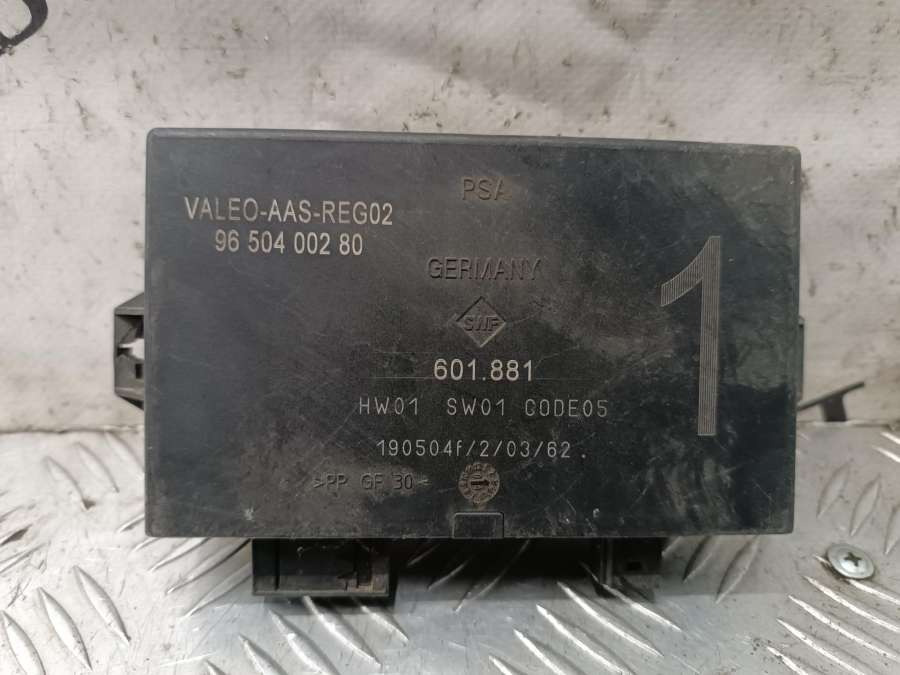 PSA
VALEO-AAS-REG02
96 504 002 80
GERMANY
1
SWF
601.881
HW01 SW01 CODE05
190504f/2/03/62.
>PP GF 30<